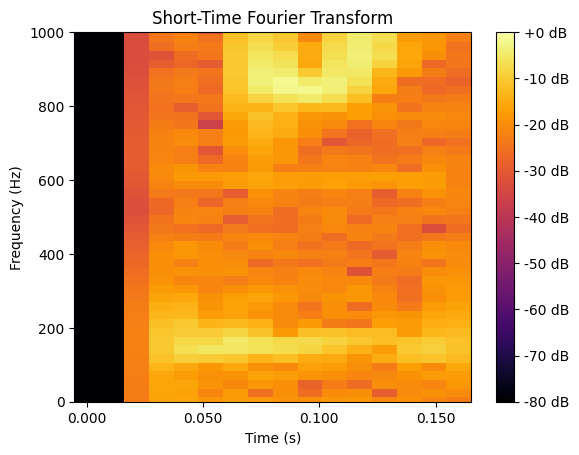 Short-Time Fourier Transform
1000
800
600
400
200
0
Frequency (Hz)
0.000
0.050
0.100
0.150
Time (s)
+0 dB
-10 dB
-20 dB
-30 dB
-40 dB
-50 dB
-60 dB
-70 dB
-80 dB